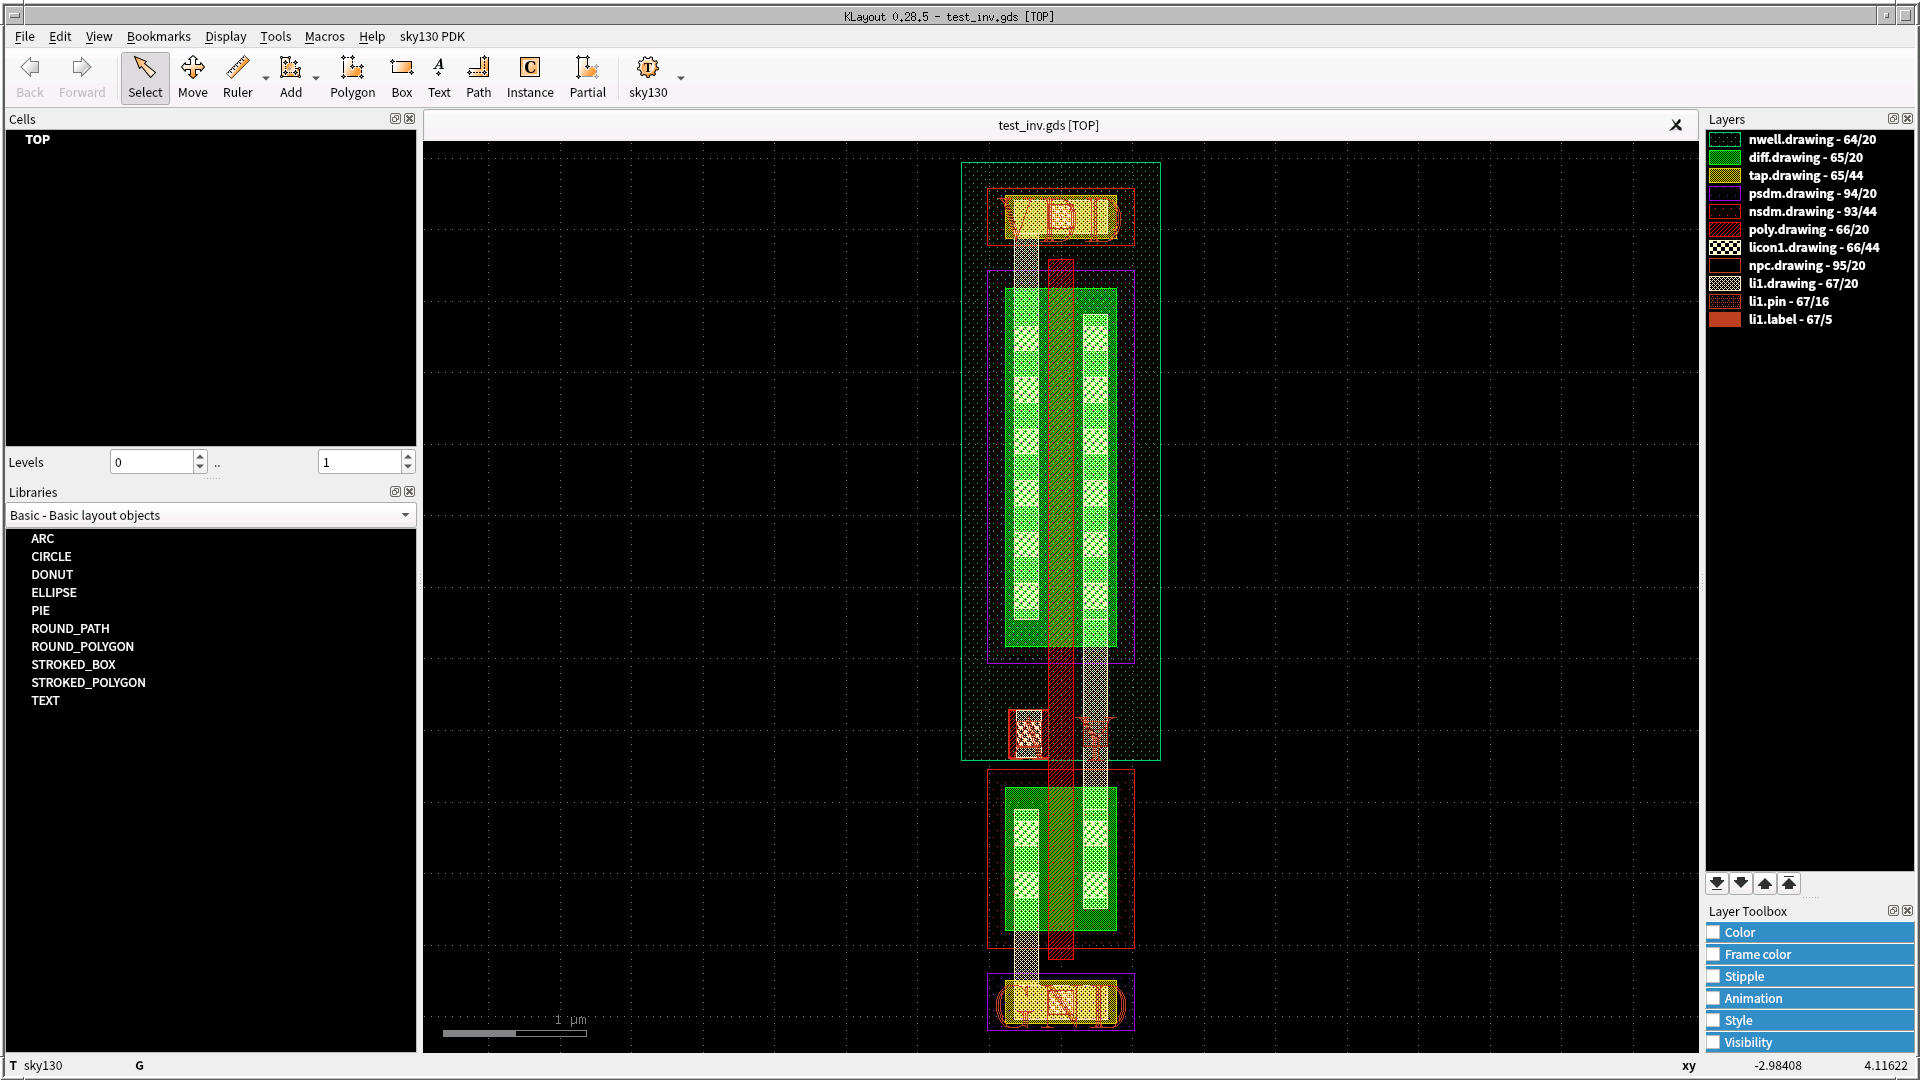 KLayout 0.28.5 - test_inv.gds [TOP]
File Edit View Bookmarks Display Tools Macros Help sky130 PDK
Back Forward Select Move Ruler Add Polygon Box Text Path Instance Partial sky130
Cells
TOP
Levels 0 .. 1
Libraries
Basic - Basic layout objects
ARC
CIRCLE
DONUT
ELLIPSE
PIE
ROUND_PATH
ROUND_POLYGON
STROKED_BOX
STROKED_POLYGON
TEXT
test_inv.gds [TOP]
VDD
Y
GND
1 µm
Layers
nwell.drawing - 64/20
diff.drawing - 65/20
tap.drawing - 65/44
psdm.drawing - 94/20
nsdm.drawing - 93/44
poly.drawing - 66/20
licon1.drawing - 66/44
npc.drawing - 95/20
li1.drawing - 67/20
li1.pin - 67/16
li1.label - 67/5
Layer Toolbox
Color
Frame color
Stipple
Animation
Style
Visibility
T sky130 G xy -2.98408 4.11622